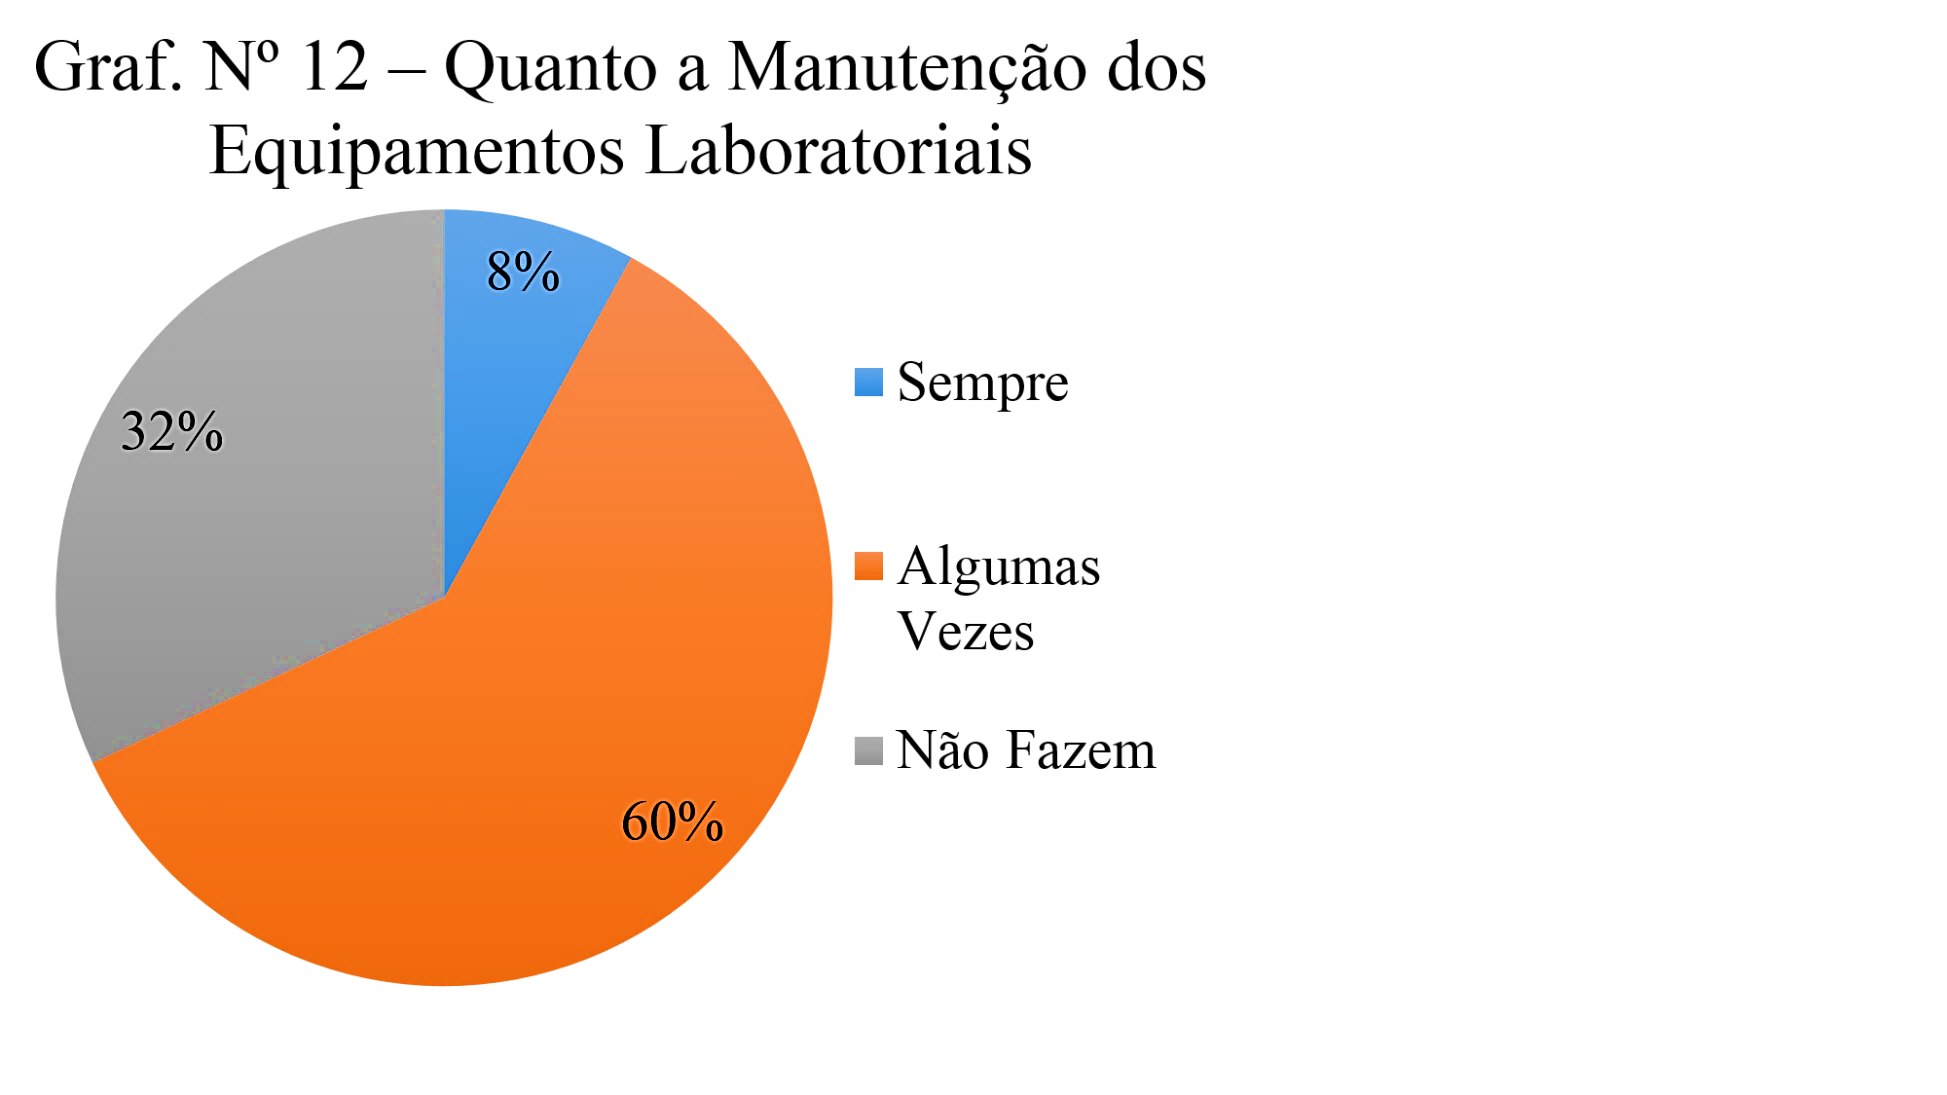 Graf. Nº 12 – Quanto a Manutenção dos
Equipamentos Laboratoriais
8%
32%
60%
Sempre
Algumas
Vezes
Não Fazem